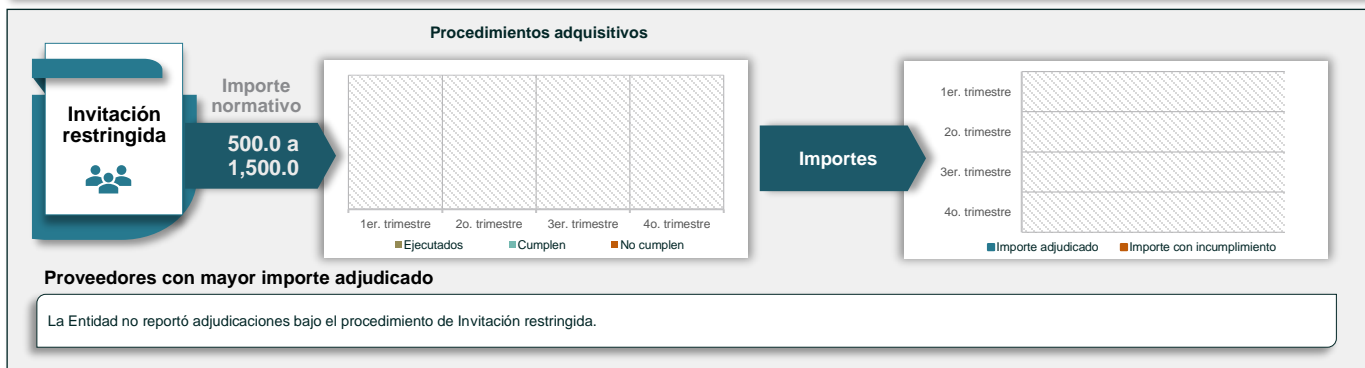 Procedimientos adquisitivos
Invitación
restringida
Importe
normativo
500.0 a
1,500.0
1er. trimestre 2o. trimestre 3er. trimestre 4o. trimestre
Ejecutados Cumplen No cumplen
Importes
1er. trimestre
2o. trimestre
3er. trimestre
4o. trimestre
Importe adjudicado Importe con incumplimiento
Proveedores con mayor importe adjudicado
La Entidad no reportó adjudicaciones bajo el procedimiento de Invitación restringida.